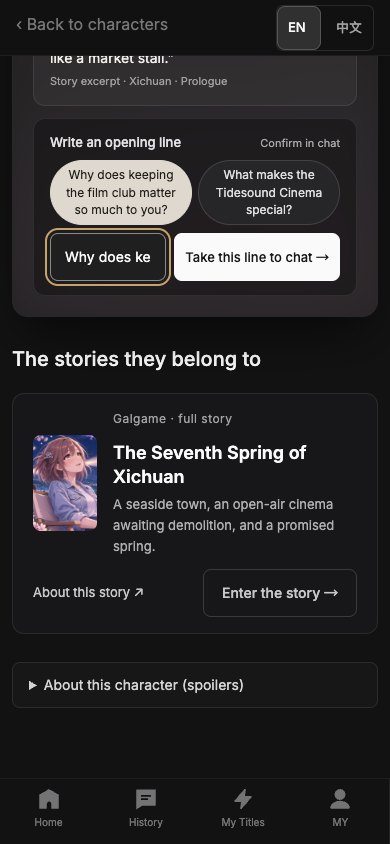 ‹ Back to characters
EN
中文
like a market stall."
Story excerpt · Xichuan · Prologue
Write an opening line
Confirm in chat
Why does keeping
the film club matter
so much to you?
What makes the
Tidesound Cinema
special?
Why does ke
Take this line to chat →
The stories they belong to
Galgame · full story
The Seventh Spring of
Xichuan
A seaside town, an open-air cinema
awaiting demolition, and a promised
spring.
About this story ↗
Enter the story →
▶ About this character (spoilers)
Home
History
My Titles
MY